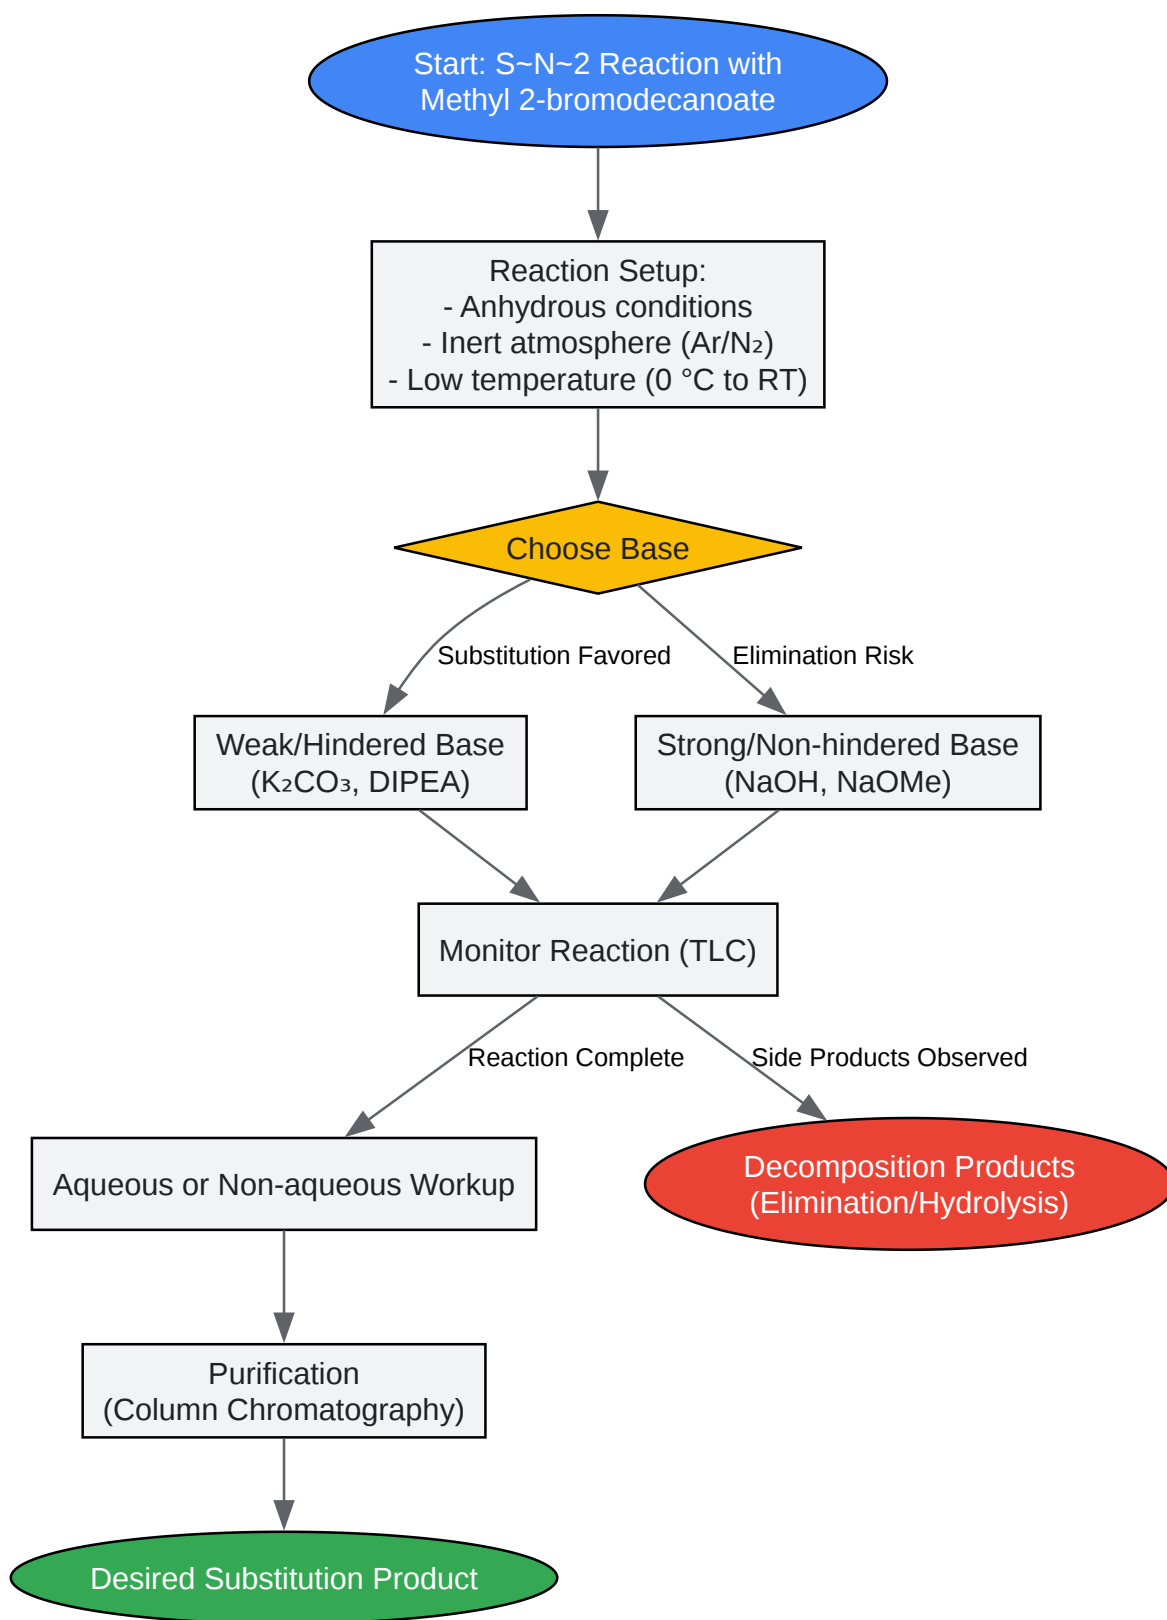 Start: S~N~2 Reaction with
Methyl 2-bromodecanoate
Reaction Setup:
- Anhydrous conditions
- Inert atmosphere (Ar/N₂)
- Low temperature (0 °C to RT)
Choose Base
Substitution Favored
Elimination Risk
Weak/Hindered Base
(K₂CO₃, DIPEA)
Strong/Non-hindered Base
(NaOH, NaOMe)
Monitor Reaction (TLC)
Reaction Complete
Side Products Observed
Aqueous or Non-aqueous Workup
Decomposition Products
(Elimination/Hydrolysis)
Purification
(Column Chromatography)
Desired Substitution Product